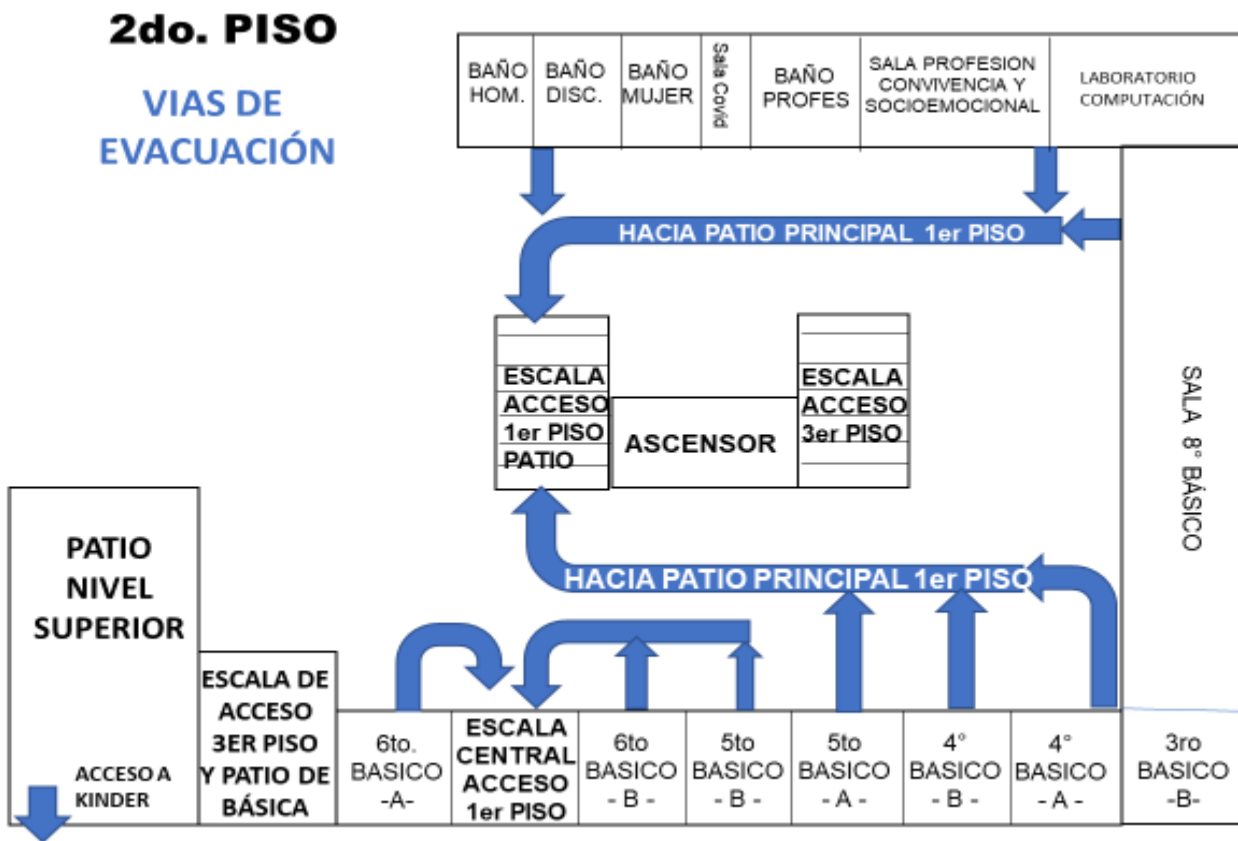 2do. PISO
VIAS DE
EVACUACIÓN
BAÑO
HOM.
BAÑO
DISC.
BAÑO
MUJER
Sala Covid
BAÑO
PROFES
SALA PROFESION
CONVIVENCIA Y
SOCIOEMOCIONAL
LABORATORIO
COMPUTACIÓN
HACIA PATIO PRINCIPAL 1er PISO
ESCALA
ACCESO
1er PISO
PATIO
ASCENSOR
ESCALA
ACCESO
3er PISO
SALA 8° BÁSICO
HACIA PATIO PRINCIPAL 1er PISO
PATIO
NIVEL
SUPERIOR
ACCESO A
KINDER
ESCALA DE
ACCESO
3ER PISO
Y PATIO DE
BÁSICA
6to.
BASICO
-A-
ESCALA
CENTRAL
ACCESO
1er PISO
6to
BASICO
- B -
5to
BASICO
- B -
5to
BASICO
- A -
4°
BASICO
- B -
4°
BASICO
- A -
3ro
BASICO
-B-